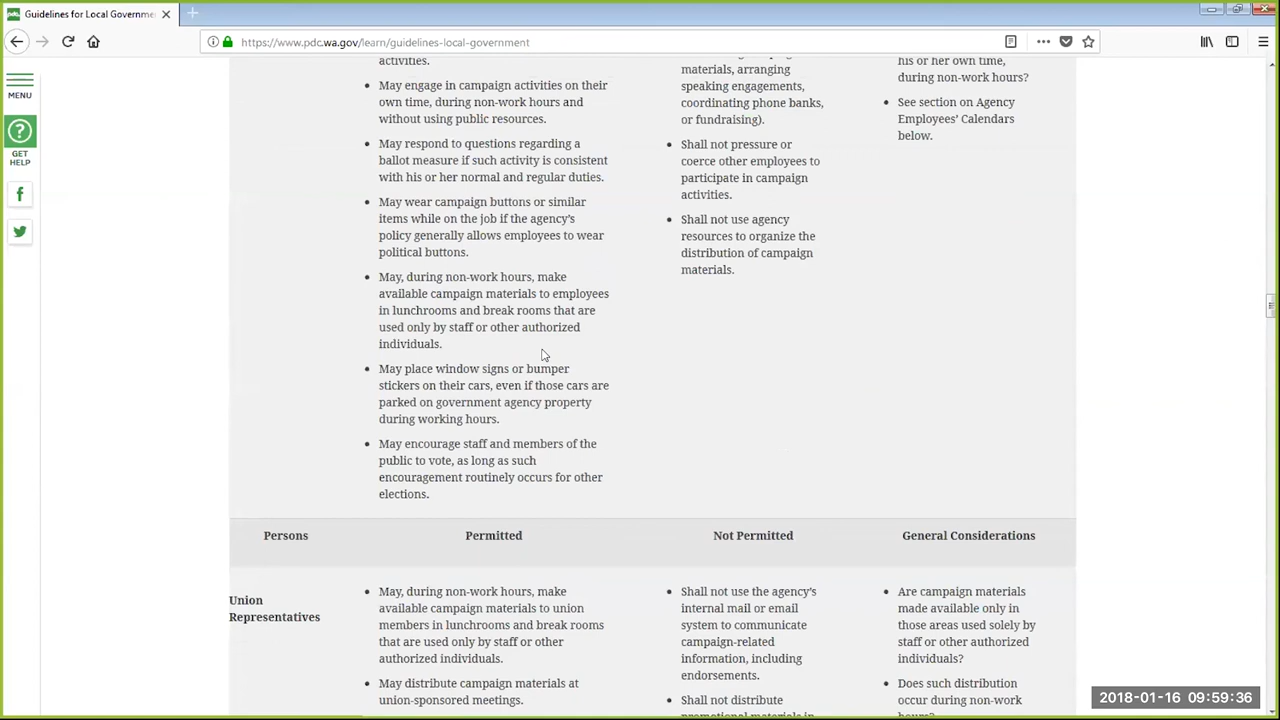 Guidelines for Local Governme
https://www.pdc.wa.gov/learn/guidelines-local-government
MENU
GET
HELP
activities.
May engage in campaign activities on their
own time, during non-work hours and
without using public resources.
May respond to questions regarding a
ballot measure if such activity is consistent
with his or her normal and regular duties.
May wear campaign buttons or similar
items while on the job if the agency's
policy generally allows employees to wear
political buttons.
May, during non-work hours, make
available campaign materials to employees
in lunchrooms and break rooms that are
used only by staff or other authorized
individuals.
May place window signs or bumper
stickers on their cars, even if those cars are
parked on government agency property
during working hours.
May encourage staff and members of the
public to vote, as long as such
encouragement routinely occurs for other
elections.
materials, arranging
speaking engagements,
coordinating phone banks,
or fundraising).
Shall not pressure or
coerce other employees to
participate in campaign
activities.
Shall not use agency
resources to organize the
distribution of campaign
materials.
his or her own time,
during non-work hours?
See section on Agency
Employees' Calendars
below.
Persons
Permitted
Not Permitted
General Considerations
Union
Representatives
May, during non-work hours, make
available campaign materials to union
members in lunchrooms and break rooms
that are used only by staff or other
authorized individuals.
May distribute campaign materials at
union-sponsored meetings.
Shall not use the agency's
internal mail or email
system to communicate
campaign-related
information, including
endorsements.
Shall not distribute
promotional materials in
Are campaign materials
made available only in
those areas used solely by
staff or other authorized
individuals?
Does such distribution
occur during non-work
hours?
2018-01-16 09:59:36